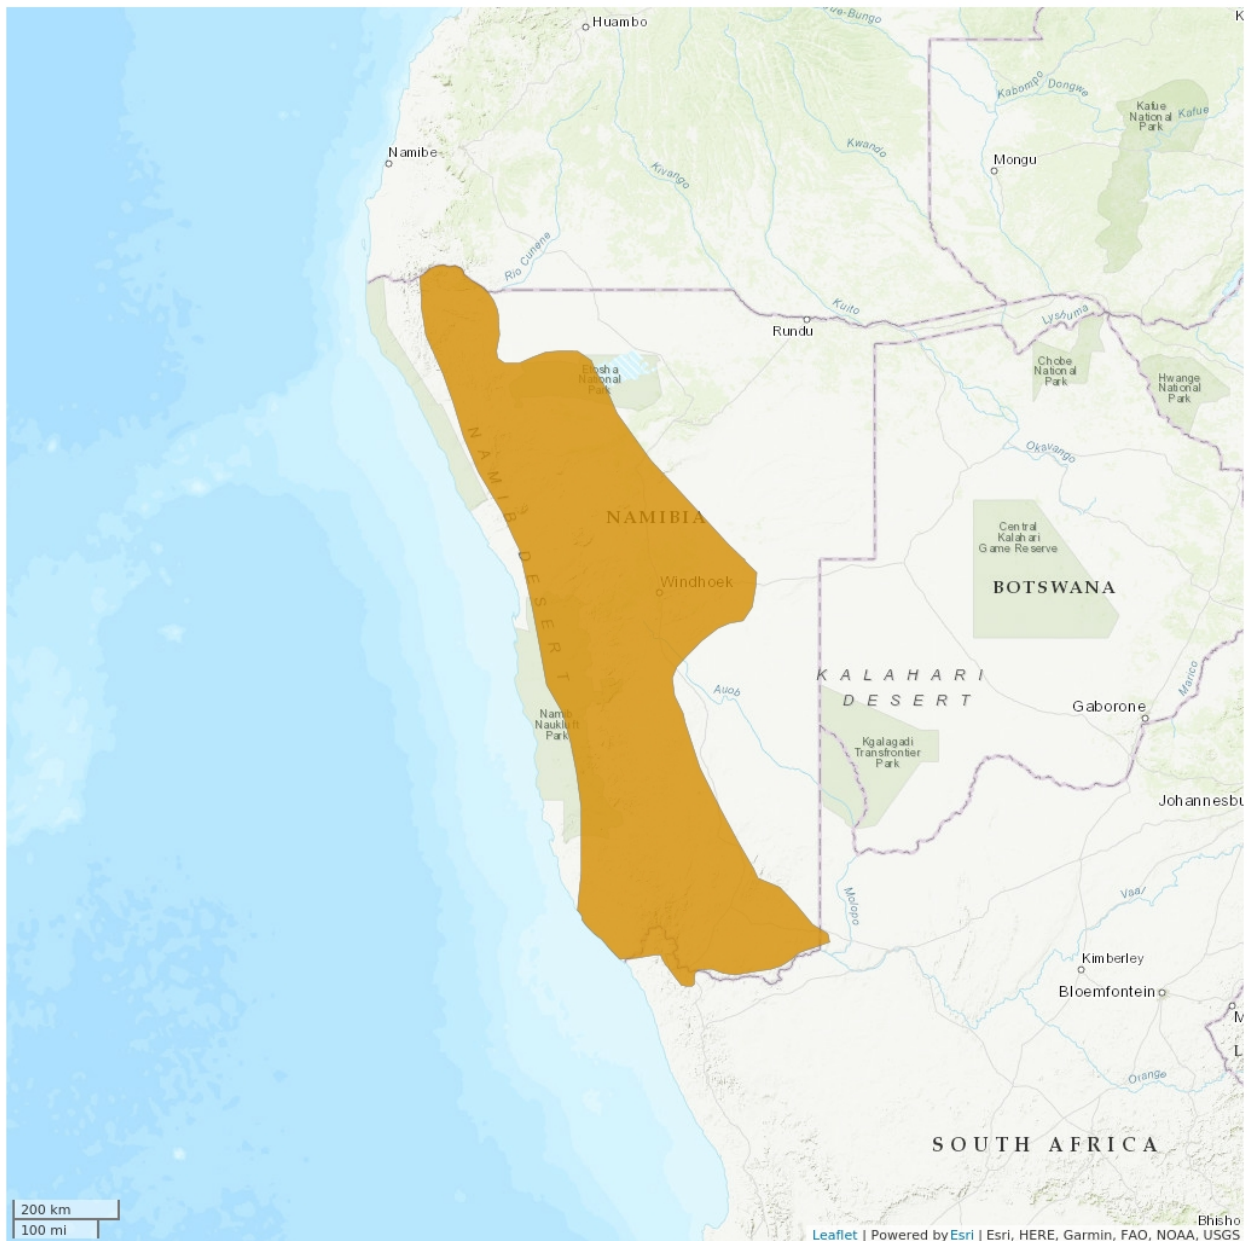 Huambo
Kabompo
Dongwe
Kafue
National
Park
Kafue
Namibe
Kwando
Mongu
Kivango
Rio Cunene
Kuito
Lyshuma
Rundu
Etosha
National
Park
Chobe
National
Park
Hwange
National
Park
NAMIB DESERT
Okavango
NAMIBIA
Central
Kalahari
Game Reserve
Windhoek
BOTSWANA
KALAHARI
DESERT
Marico
Auob
Gaborone
Namib
Naukluft
Park
Kgalagadi
Transfrontier
Park
Johannesbu
Molopo
Vaal
Kimberley
Bloemfontein
M
L
Orange
SOUTH AFRICA
200 km
100 mi
Bhisho
Leaflet | Powered by Esri | Esri, HERE, Garmin, FAO, NOAA, USGS